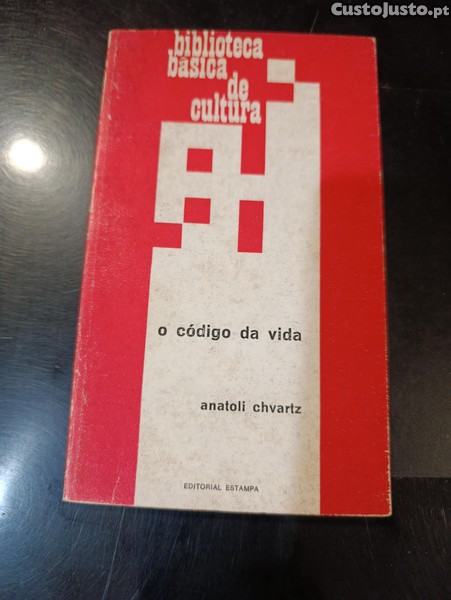 CustoJusto.pt
biblioteca
básica
de
cultura
o código da vida
anatoli chvartz
EDITORIAL ESTAMPA